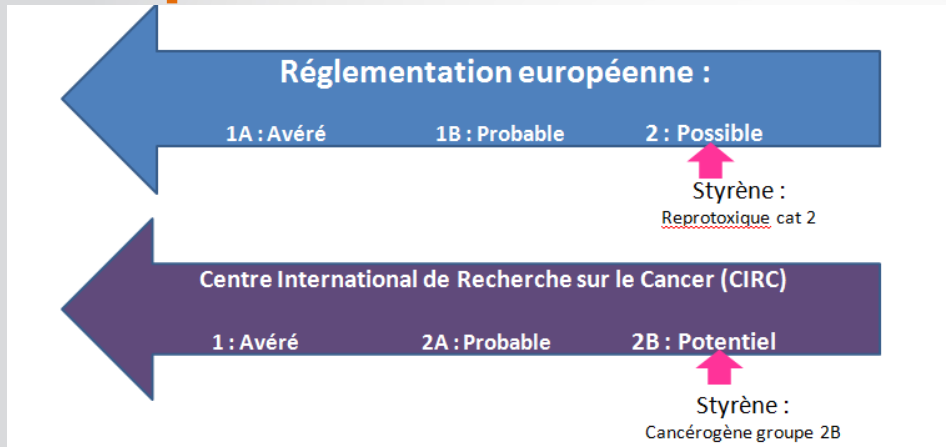 Réglementation européenne :
1A : Avéré 1B : Probable 2 : Possible
Styrène :
Reprotoxique cat 2
Centre International de Recherche sur le Cancer (CIRC)
1 : Avéré 2A : Probable 2B : Potentiel
Styrène :
Cancérogène groupe 2B